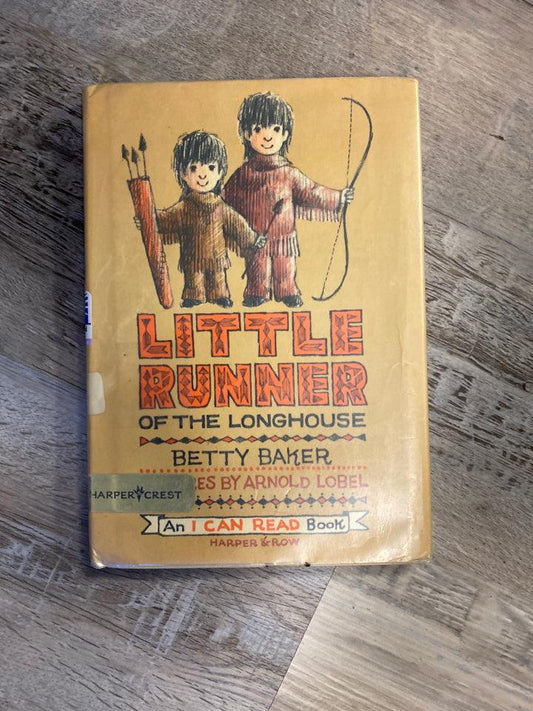 LITTLE
RUNNER
OF THE LONGHOUSE
BETTY BAKER
ES BY ARNOLD LOBEL
HARPER CREST
An I CAN READ Book
HARPER & ROW